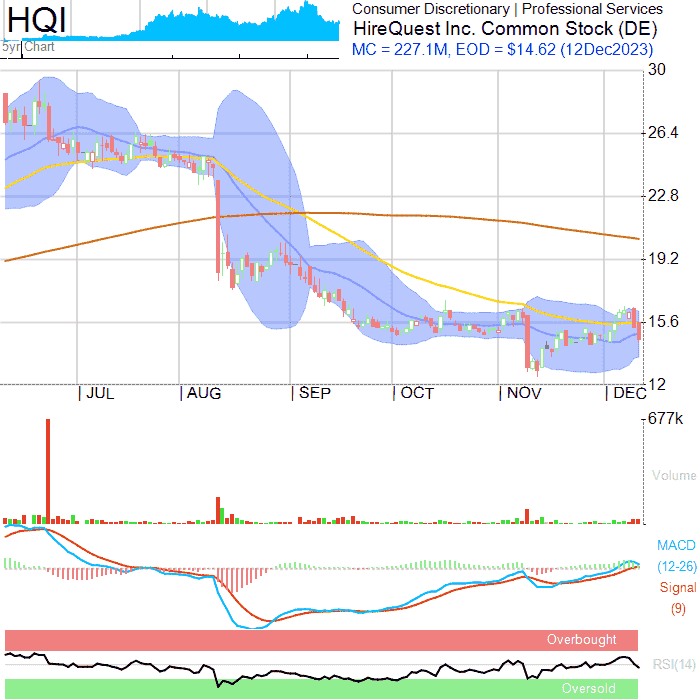 HQI
5yr Chart
Consumer Discretionary | Professional Services
HireQuest Inc. Common Stock (DE)
MC = 227.1M, EOD = $14.62 (12Dec2023)
30
26.4
22.8
19.2
15.6
12
| JUL
| AUG
| SEP
| OCT
| NOV
| DEC
677k
Volume
MACD
(12-26)
Signal
(9)
Overbought
RSI(14)
Oversold